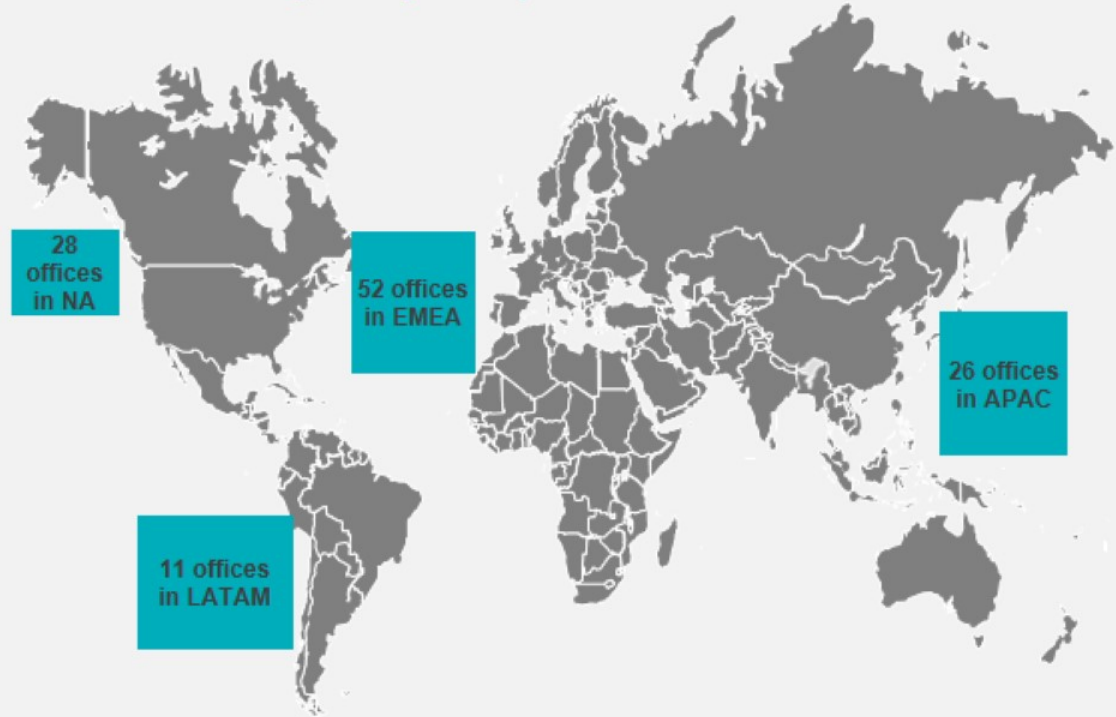 28
offices
in NA
52 offices
in EMEA
26 offices
in APAC
11 offices
in LATAM